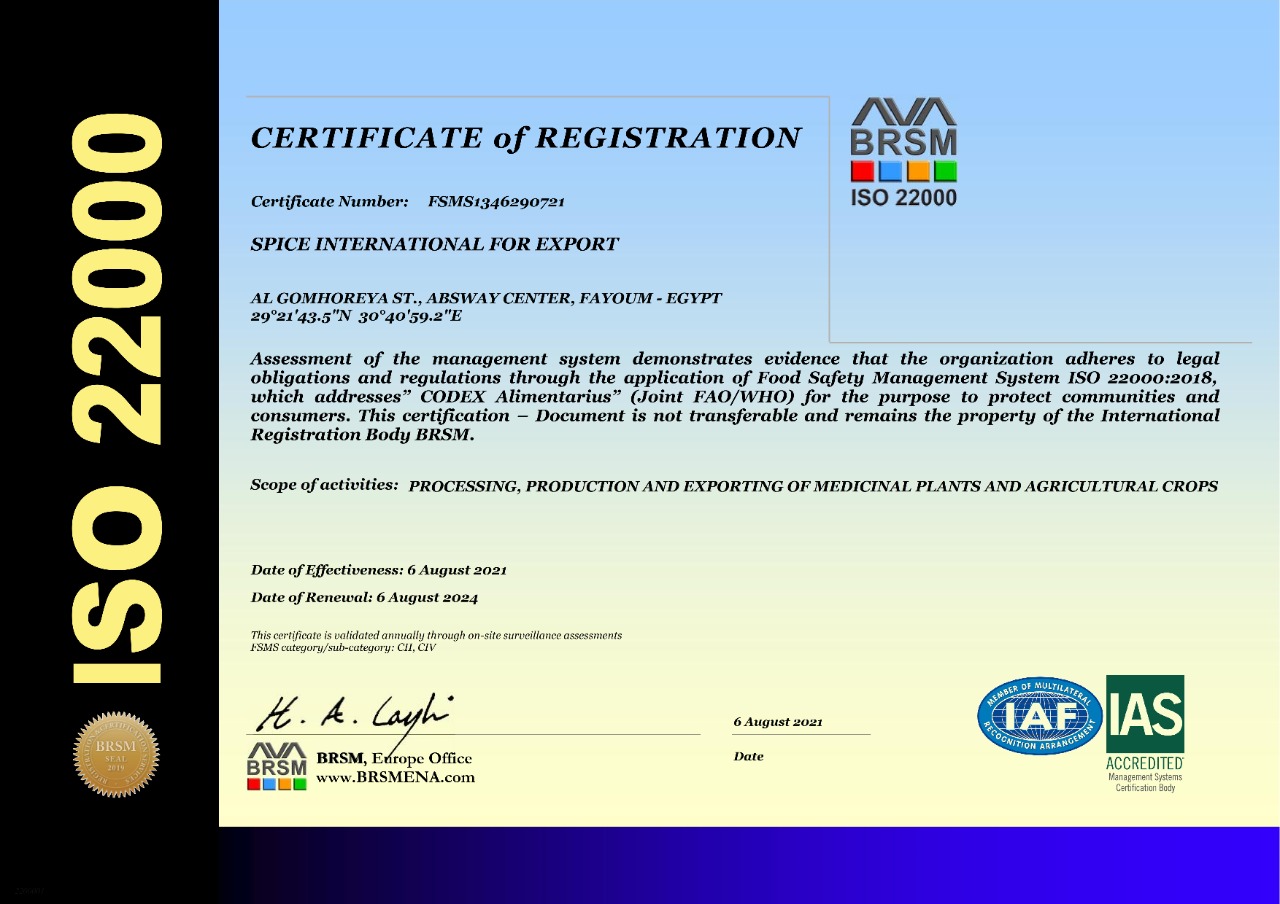 ISO 22000
CERTIFICATE of REGISTRATION
BRSM
ISO 22000
Certificate Number: FSMS1346290721
SPICE INTERNATIONAL FOR EXPORT
AL GOMHOREYA ST., ABSWAY CENTER, FAYOUM - EGYPT
29°21'43.5"N 30°40'59.2"E
Assessment of the management system demonstrates evidence that the organization adheres to legal
obligations and regulations through the application of Food Safety Management System ISO 22000:2018,
which addresses” CODEX Alimentarius” (Joint FAO/WHO) for the purpose to protect communities and
consumers. This certification – Document is not transferable and remains the property of the International
Registration Body BRSM.
Scope of activities: PROCESSING, PRODUCTION AND EXPORTING OF MEDICINAL PLANTS AND AGRICULTURAL CROPS
Date of Effectiveness: 6 August 2021
Date of Renewal: 6 August 2024
This certificate is validated annually through on-site surveillance assessments
FSMS category/sub-category: CII, CIV
6 August 2021
Date
BRSM
BRSM, Europe Office
www.BRSMENA.com
BRSM
SEAL
2019
MEMBER OF MULTILATERAL
IAF
RECOGNITION ARRANGEMENT
IAS
ACCREDITED
Management Systems
Certification Body